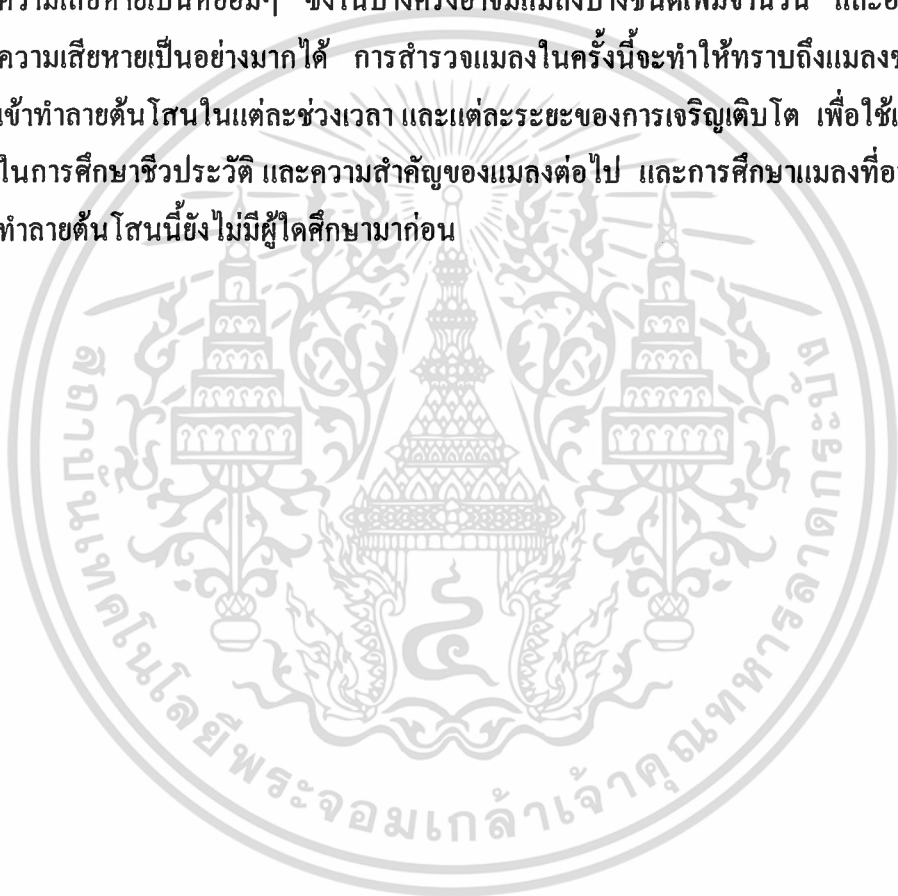 ความเสียหายเป็นหย่อมๆ ซึ่งในบางครั้งอาจมีแมลงบางชนิดเพิ่มจำนวน และอ
ความเสียหายเป็นอย่างมากได้ การสำรวจแมลงในครั้งนี้จะทำให้ทราบถึงแมลงช
เข้าทำลายต้นโสนในแต่ละช่วงเวลา และแต่ละระยะของการเจริญเติบโต เพื่อใช้เ
ในการศึกษาชีวประวัติ และความสำคัญของแมลงต่อไป และการศึกษาแมลงที่อา
ทำลายต้นโสนนี้ยังไม่มีผู้ใดศึกษามาก่อน
สถาบันเทคโนโลยีพระจอมเกล้าเจ้าคุณทหารลาดกระบัง
๔